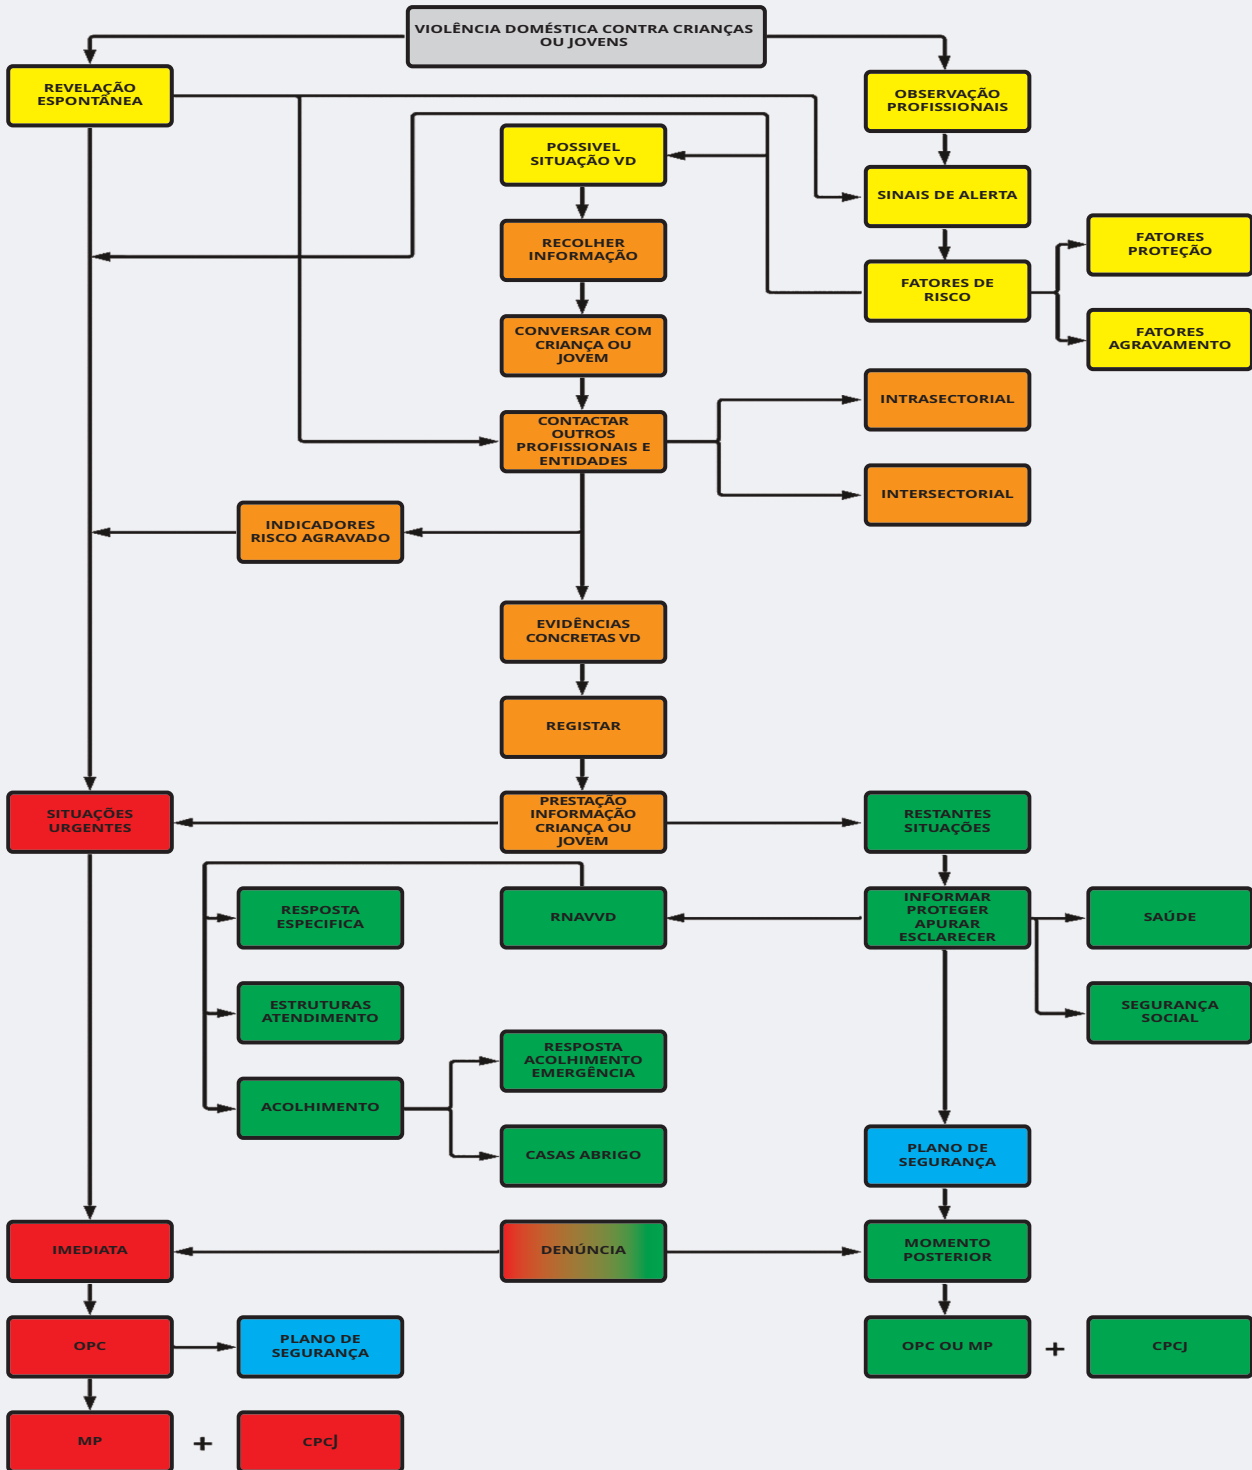 VIOLÊNCIA DOMÉSTICA CONTRA CRIANÇAS
OU JOVENS
REVELAÇÃO
ESPONTÂNEA
OBSERVAÇÃO
PROFISSIONAIS
POSSIVEL
SITUAÇÃO VD
SINAIS DE ALERTA
RECOLHER
INFORMAÇÃO
FATORES
PROTEÇÃO
FATORES DE
RISCO
CONVERSAR COM
CRIANÇA OU
JOVEM
FATORES
AGRAVAMENTO
INTRASECTORIAL
CONTACTAR
OUTROS
PROFISSIONAIS E
ENTIDADES
INTERSECTORIAL
INDICADORES
RISCO AGRAVADO
EVIDÊNCIAS
CONCRETAS VD
REGISTAR
SITUAÇÕES
URGENTES
PRESTAÇÃO
INFORMAÇÃO
CRIANÇA OU
JOVEM
RESTANTES
SITUAÇÕES
RESPOSTA
ESPECIFICA
RNAVVD
INFORMAR
PROTEGER
APURAR
ESCLARECER
SAÚDE
ESTRUTURAS
ATENDIMENTO
SEGURANÇA
SOCIAL
RESPOSTA
ACOLHIMENTO
EMERGÊNCIA
ACOLHIMENTO
CASAS ABRIGO
PLANO DE
SEGURANÇA
IMEDIATA
DENÚNCIA
MOMENTO
POSTERIOR
OPC
PLANO DE
SEGURANÇA
OPC OU MP
+
CPCJ
MP
+
CPCJ